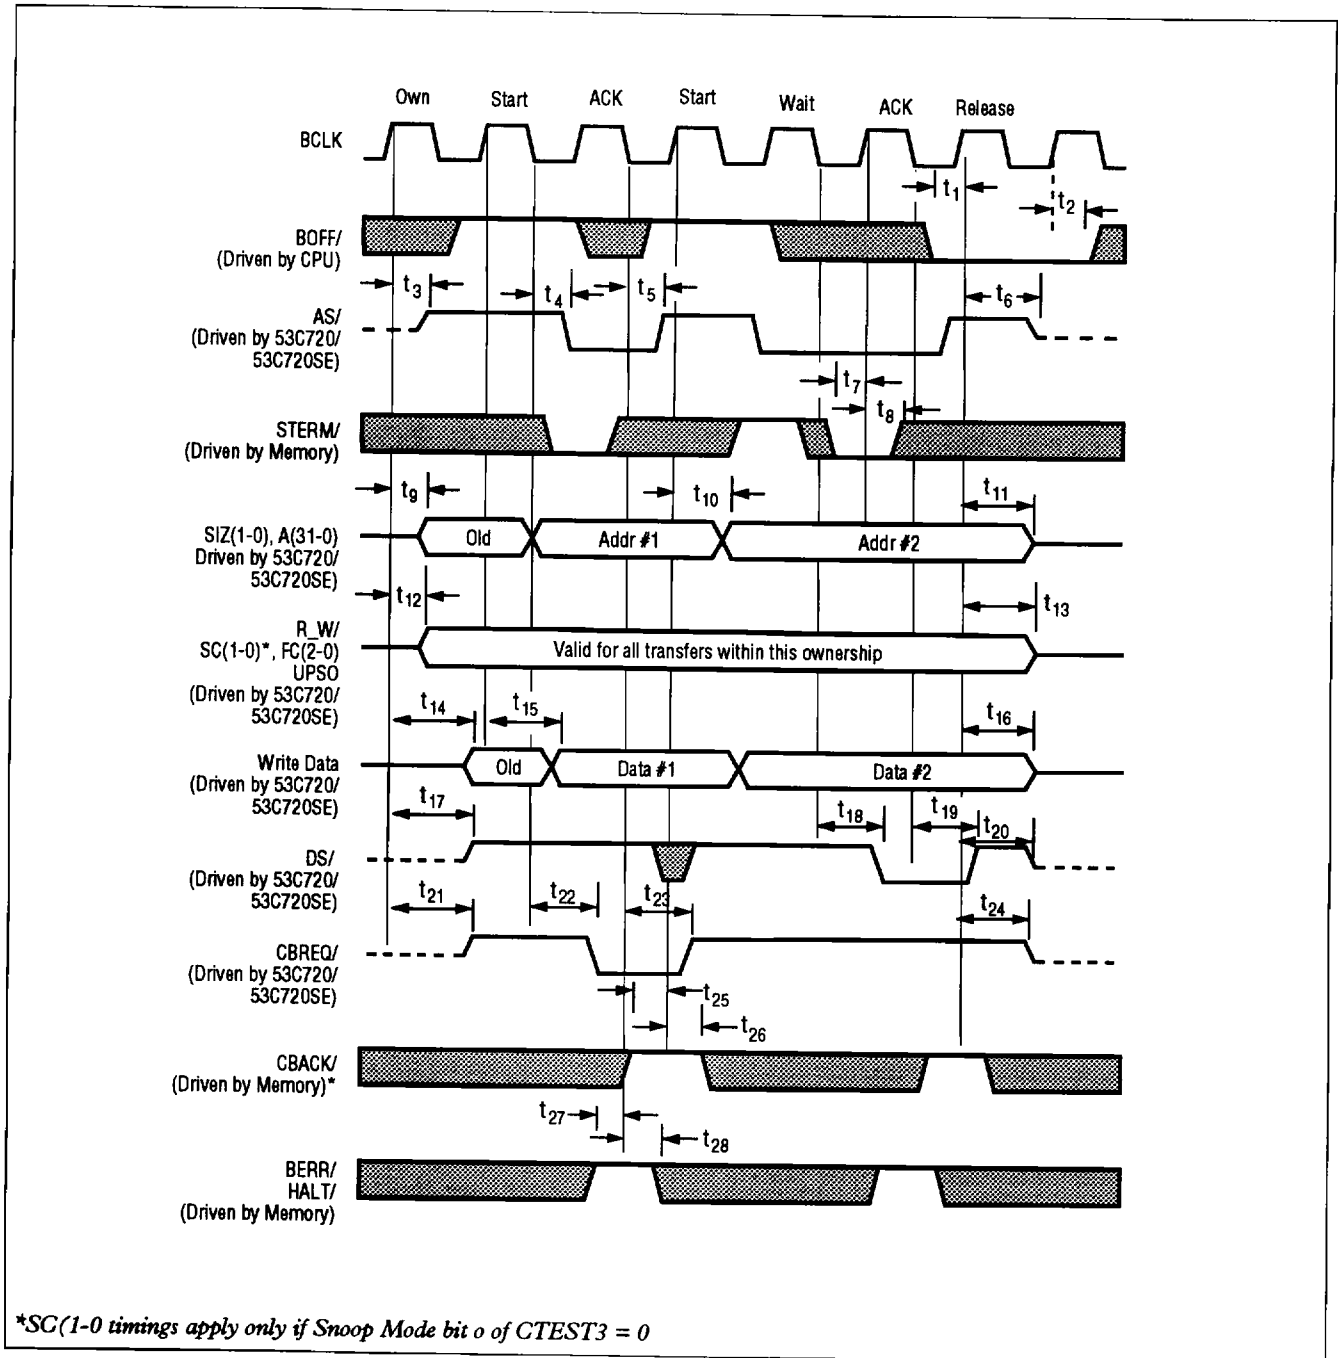 Own Start ACK Start Wait ACK Release
BCLK
t1
t2
BOFF/
(Driven by CPU)
t3 t4 t5 t6
AS/
(Driven by 53C720/
53C720SE)
t7
t8
STERM/
(Driven by Memory)
t9 t10 t11
SIZ(1-0), A(31-0)
Driven by 53C720/
53C720SE)
Old Addr #1 Addr #2
t12 t13
R_W/
SC(1-0)*, FC(2-0)
UPSO
(Driven by 53C720/
53C720SE)
Valid for all transfers within this ownership
t14 t15 t16
Write Data
(Driven by 53C720/
53C720SE)
Old Data #1 Data #2
t17 t18 t19 t20
DS/
(Driven by 53C720/
53C720SE)
t21 t22 t23 t24
CBREQ/
(Driven by 53C720/
53C720SE)
t25
t26
CBACK/
(Driven by Memory)*
t27
t28
BERR/
HALT/
(Driven by Memory)
*SC(1-0 timings apply only if Snoop Mode bit o of CTEST3 = 0